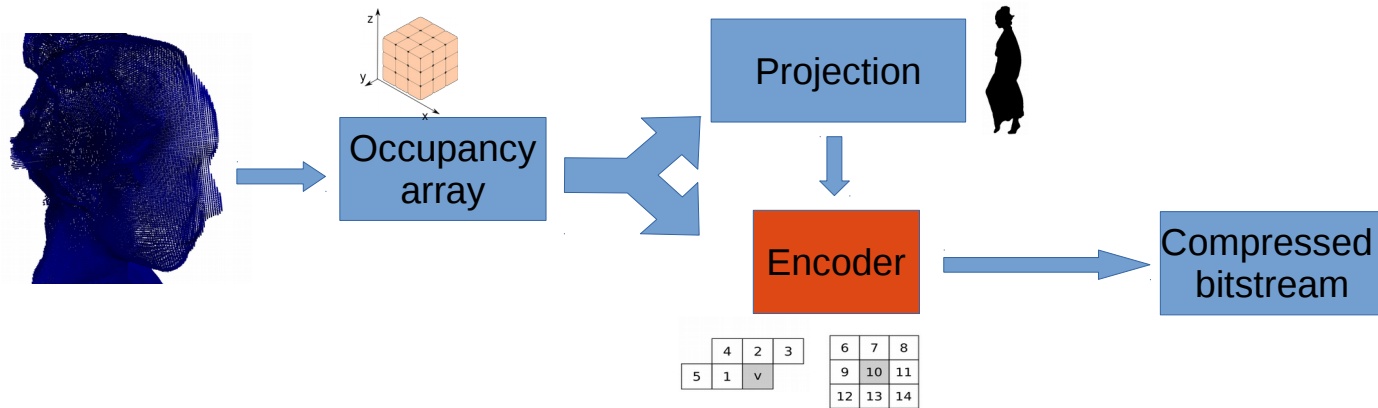 z
y
x
Occupancy
array
Projection
Encoder
Compressed
bitstream
4 2 3
5 1 v
6 7 8
9 10 11
12 13 14